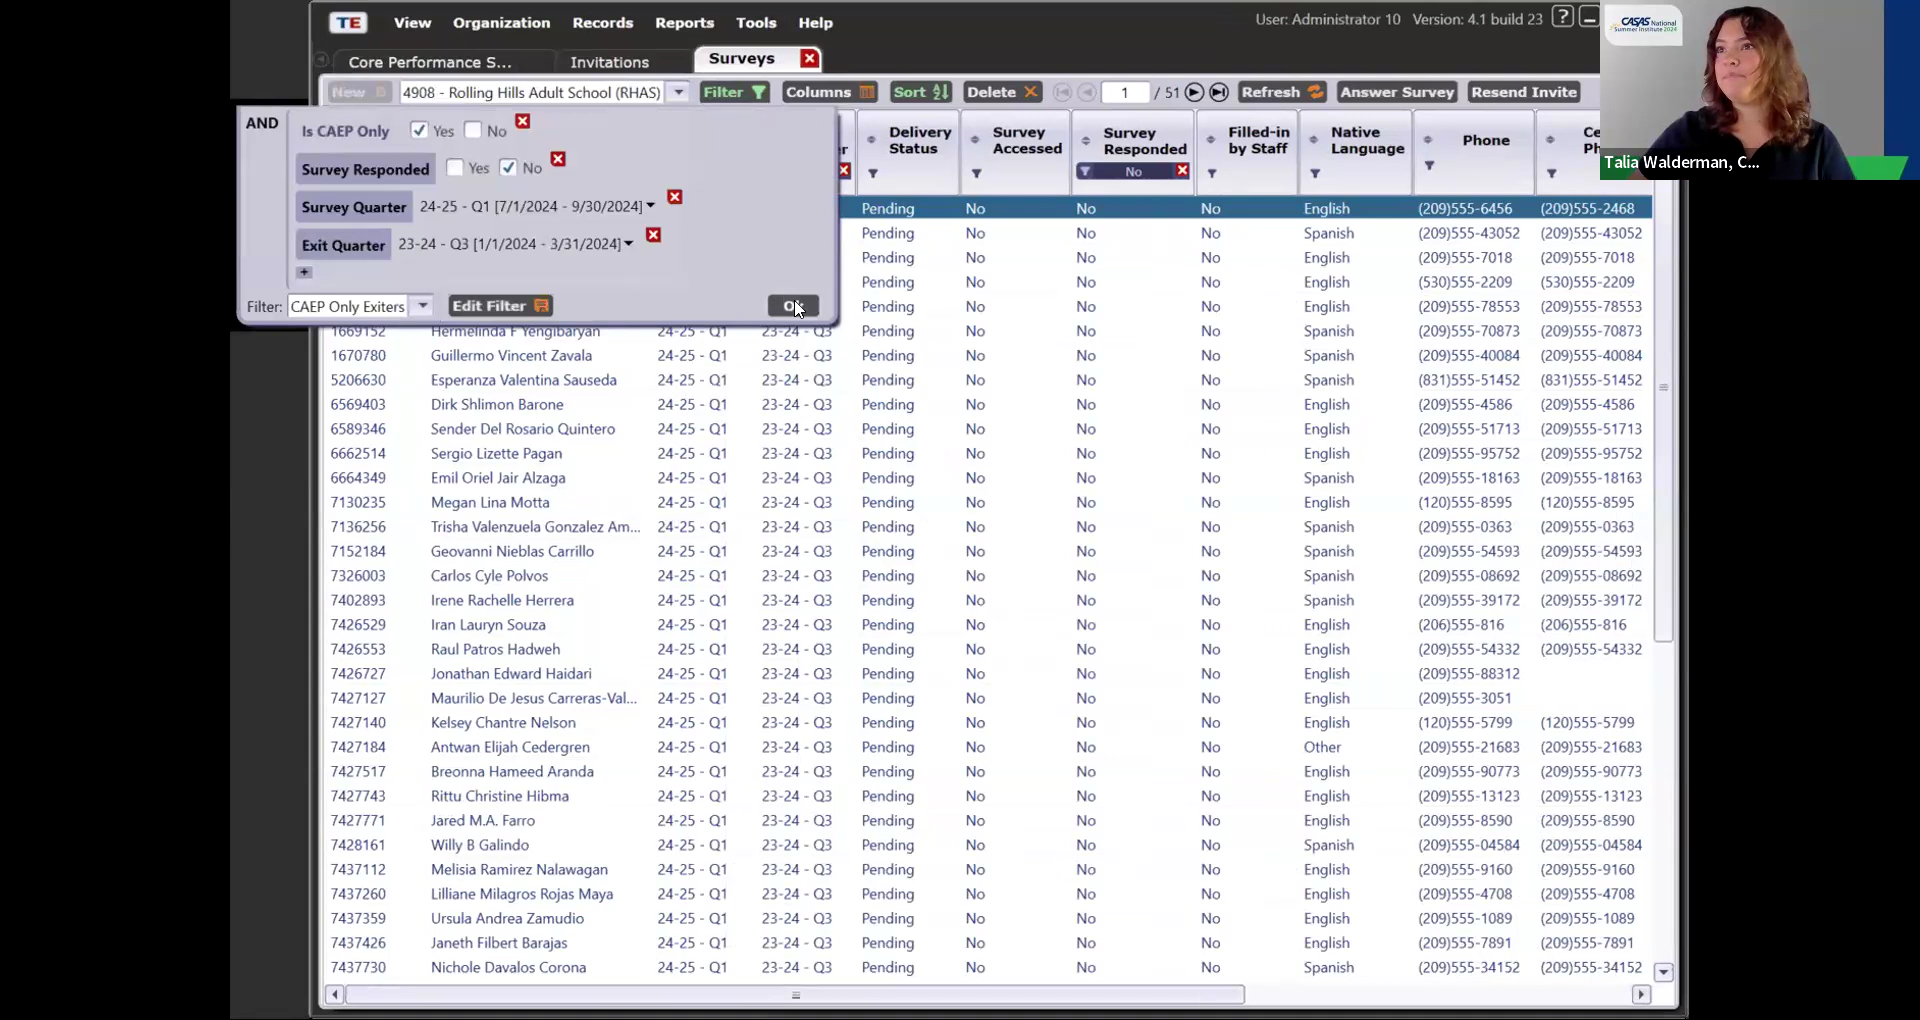 TE View Organization Records Reports Tools Help User: Administrator 10 Version: 4.1 build 23 ?
CASAS National
Summer Institute 2024
Talia Walderman, C...
Core Performance S... Invitations Surveys
New 4908 - Rolling Hills Adult School (RHAS) Filter Columns Sort Delete 1 / 51 Refresh Answer Survey Resend Invite
AND
Is CAEP Only Yes No
Survey Responded Yes No
Survey Quarter 24-25 - Q1 [7/1/2024 - 9/30/2024]
Exit Quarter 23-24 - Q3 [1/1/2024 - 3/31/2024]
+
Filter: CAEP Only Exiters Edit Filter
Delivery Status Survey Accessed Survey Responded Filled-in by Staff Native Language Phone
No
Pending No No No English (209)555-6456 (209)555-2468
Pending No No No Spanish (209)555-43052 (209)555-43052
Pending No No No English (209)555-7018 (209)555-7018
Pending No No No English (530)555-2209 (530)555-2209
Pending No No No English (209)555-78553 (209)555-78553
1669152 Hermelinda F Yengibaryan 24-25 - Q1 23-24 - Q3 Pending No No No Spanish (209)555-70873 (209)555-70873
1670780 Guillermo Vincent Zavala 24-25 - Q1 23-24 - Q3 Pending No No No Spanish (209)555-40084 (209)555-40084
5206630 Esperanza Valentina Sauseda 24-25 - Q1 23-24 - Q3 Pending No No No Spanish (831)555-51452 (831)555-51452
6569403 Dirk Shlimon Barone 24-25 - Q1 23-24 - Q3 Pending No No No English (209)555-4586 (209)555-4586
6589346 Sender Del Rosario Quintero 24-25 - Q1 23-24 - Q3 Pending No No No English (209)555-51713 (209)555-51713
6662514 Sergio Lizette Pagan 24-25 - Q1 23-24 - Q3 Pending No No No English (209)555-95752 (209)555-95752
6664349 Emil Oriel Jair Alzaga 24-25 - Q1 23-24 - Q3 Pending No No No Spanish (209)555-18163 (209)555-18163
7130235 Megan Lina Motta 24-25 - Q1 23-24 - Q3 Pending No No No English (120)555-8595 (120)555-8595
7136256 Trisha Valenzuela Gonzalez Am... 24-25 - Q1 23-24 - Q3 Pending No No No Spanish (209)555-0363 (209)555-0363
7152184 Geovanni Nieblas Carrillo 24-25 - Q1 23-24 - Q3 Pending No No No Spanish (209)555-54593 (209)555-54593
7326003 Carlos Cyle Polvos 24-25 - Q1 23-24 - Q3 Pending No No No Spanish (209)555-08692 (209)555-08692
7402893 Irene Rachelle Herrera 24-25 - Q1 23-24 - Q3 Pending No No No Spanish (209)555-39172 (209)555-39172
7426529 Iran Lauryn Souza 24-25 - Q1 23-24 - Q3 Pending No No No English (206)555-816 (206)555-816
7426553 Raul Patros Hadweh 24-25 - Q1 23-24 - Q3 Pending No No No English (209)555-54332 (209)555-54332
7426727 Jonathan Edward Haidari 24-25 - Q1 23-24 - Q3 Pending No No No English (209)555-88312
7427127 Maurilio De Jesus Carreras-Val... 24-25 - Q1 23-24 - Q3 Pending No No No English (209)555-3051
7427140 Kelsey Chantre Nelson 24-25 - Q1 23-24 - Q3 Pending No No No English (120)555-5799 (120)555-5799
7427184 Antwan Elijah Cedergren 24-25 - Q1 23-24 - Q3 Pending No No No Other (209)555-21683 (209)555-21683
7427517 Breonna Hameed Aranda 24-25 - Q1 23-24 - Q3 Pending No No No English (209)555-90773 (209)555-90773
7427743 Rittu Christine Hibma 24-25 - Q1 23-24 - Q3 Pending No No No English (209)555-13123 (209)555-13123
7427771 Jared M.A. Farro 24-25 - Q1 23-24 - Q3 Pending No No No English (209)555-8590 (209)555-8590
7428161 Willy B Galindo 24-25 - Q1 23-24 - Q3 Pending No No No Spanish (209)555-04584 (209)555-04584
7437112 Melisia Ramirez Nalawagan 24-25 - Q1 23-24 - Q3 Pending No No No English (209)555-9160 (209)555-9160
7437260 Lilliane Milagros Rojas Maya 24-25 - Q1 23-24 - Q3 Pending No No No English (209)555-4708 (209)555-4708
7437359 Ursula Andrea Zamudio 24-25 - Q1 23-24 - Q3 Pending No No No English (209)555-1089 (209)555-1089
7437426 Janeth Filbert Barajas 24-25 - Q1 23-24 - Q3 Pending No No No English (209)555-7891 (209)555-7891
7437730 Nichole Davalos Corona 24-25 - Q1 23-24 - Q3 Pending No No No Spanish (209)555-34152 (209)555-34152